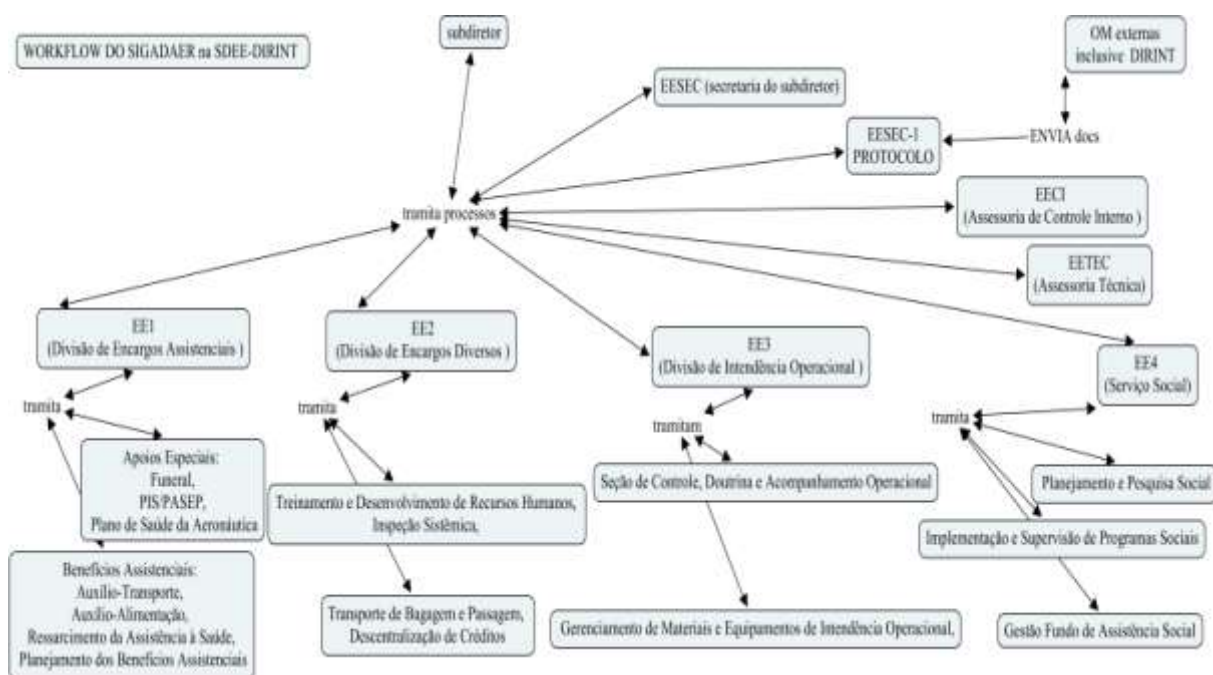 subdiretor
WORKFLOW DO SIGADAER na SDEE-DIRINT
OM externas
inclusive DIRINT
EESEC (secretaria do subdiretor)
EESEC-1
PROTOCOLO
ENVIA docs
tramita processos
EECI
(Assessoria de Controle Interno )
EETEC
(Assessoria Técnica)
EE1
(Divisão de Encargos Assistenciais )
EE2
(Divisão de Encargos Diversos )
EE3
(Divisão de Intendência Operacional )
EE4
(Serviço Social)
tramita
tramita
tramitam
tramita
Apoios Especiais:
Funeral,
PIS/PASEP,
Plano de Saúde da Aeronáutica
Treinamento e Desenvolvimento de Recursos Humanos,
Inspeção Sistêmica,
Seção de Controle, Doutrina e Acompanhamento Operacional
Planejamento e Pesquisa Social
Implementação e Supervisão de Programas Sociais
Benefícios Assistenciais:
Auxílio-Transporte,
Auxílio-Alimentação,
Ressarcimento da Assistência à Saúde,
Planejamento dos Benefícios Assistenciais
Transporte de Bagagem e Passagem,
Descentralização de Créditos
Gerenciamento de Materiais e Equipamentos de Intendência Operacional,
Gestão Fundo de Assistência Social